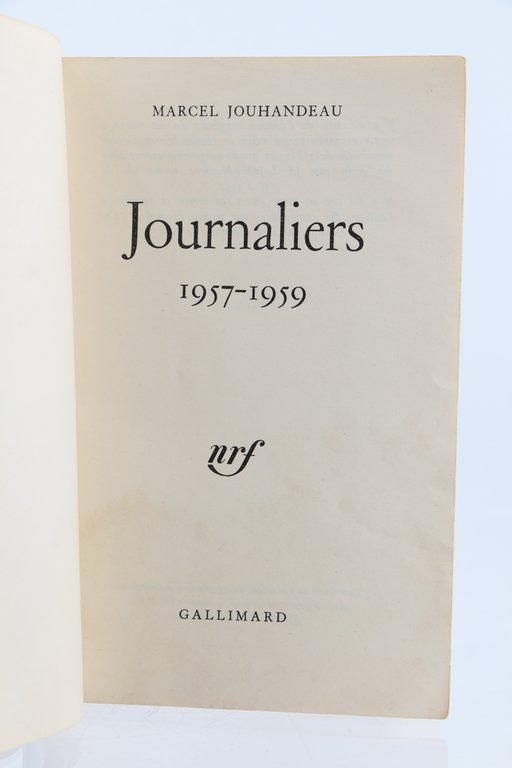 MARCEL JOUHANDEAU
Journaliers
1957-1959
nrf
GALLIMARD